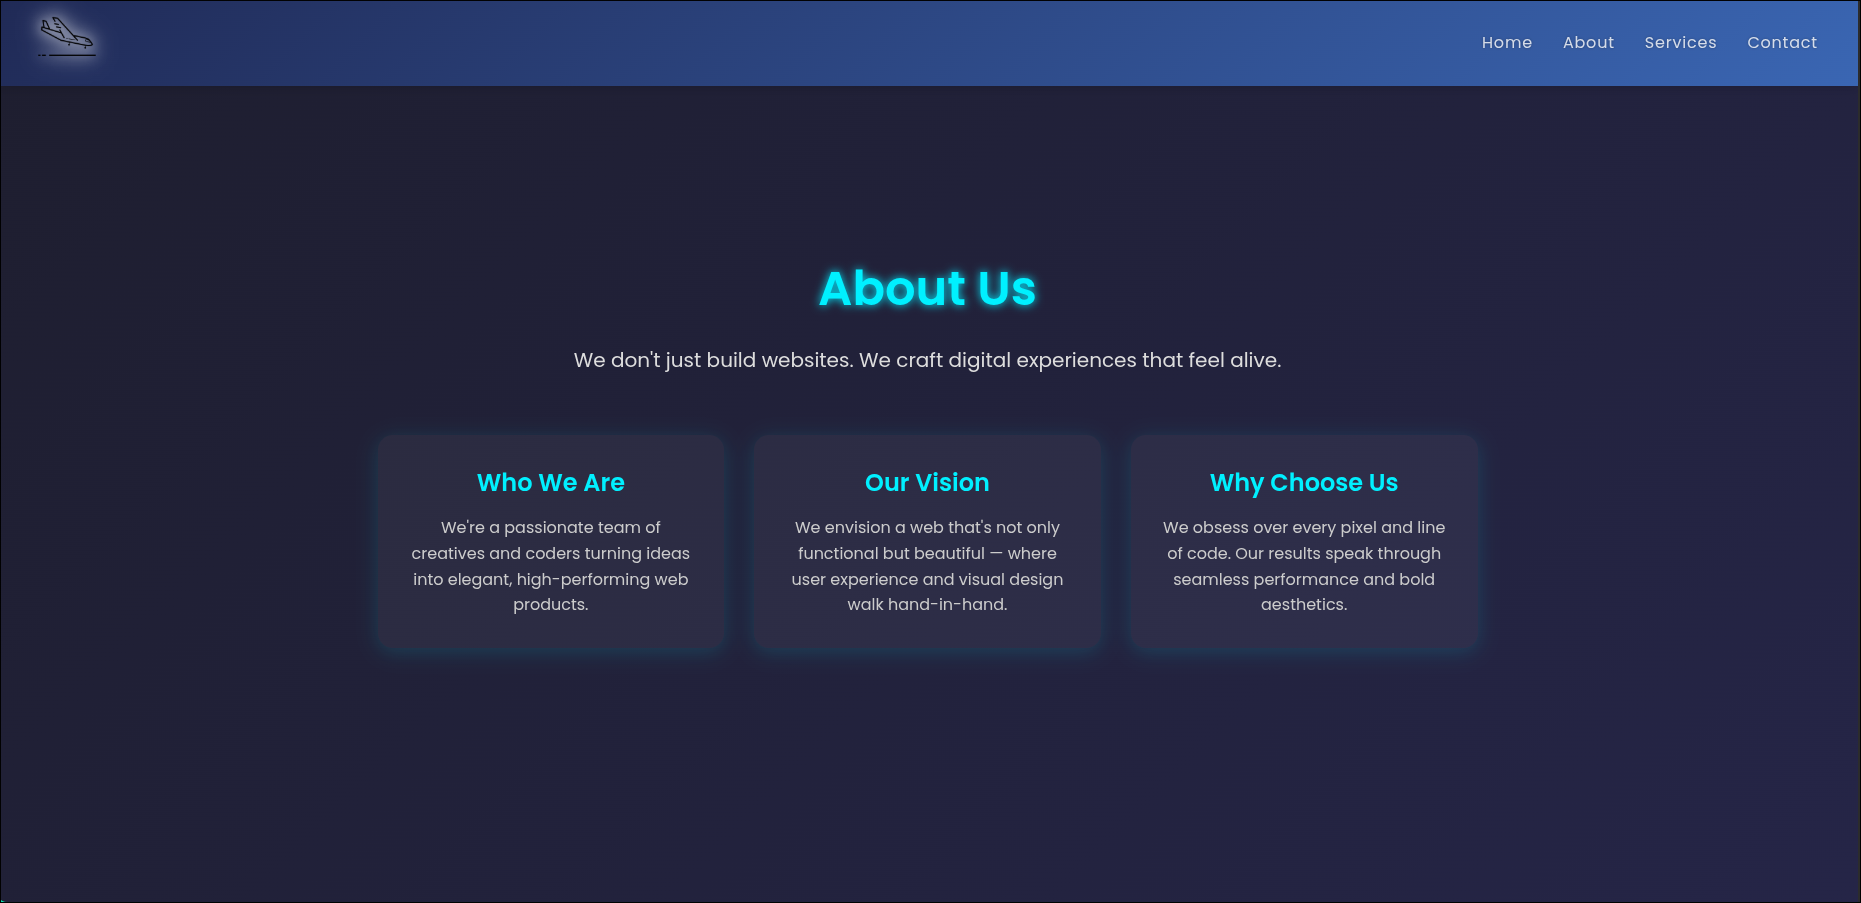 Home About Services Contact
About Us
We don't just build websites. We craft digital experiences that feel alive.
Who We Are
We're a passionate team of
creatives and coders turning ideas
into elegant, high-performing web
products.
Our Vision
We envision a web that's not only
functional but beautiful — where
user experience and visual design
walk hand-in-hand.
Why Choose Us
We obsess over every pixel and line
of code. Our results speak through
seamless performance and bold
aesthetics.